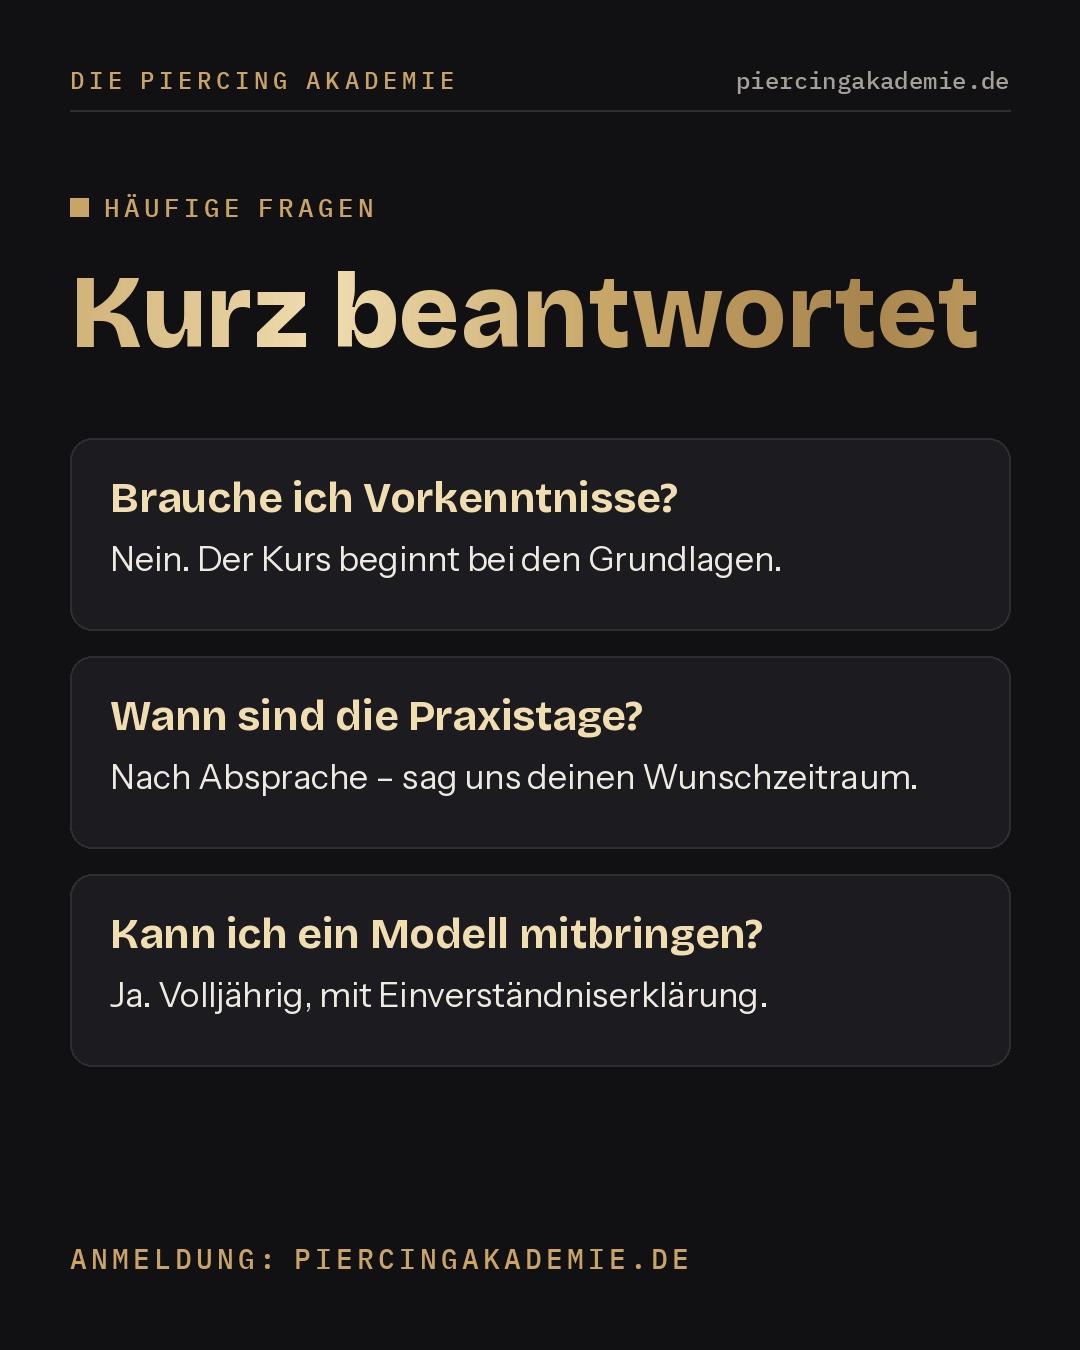 DIE PIERCING AKADEMIE
piercingakademie.de
HÄUFIGE FRAGEN
Kurz beantwortet
Brauche ich Vorkenntnisse?
Nein. Der Kurs beginnt bei den Grundlagen.
Wann sind die Praxistage?
Nach Absprache – sag uns deinen Wunschzeitraum.
Kann ich ein Modell mitbringen?
Ja. Volljährig, mit Einverständniserklärung.
ANMELDUNG: PIERCINGAKADEMIE.DE